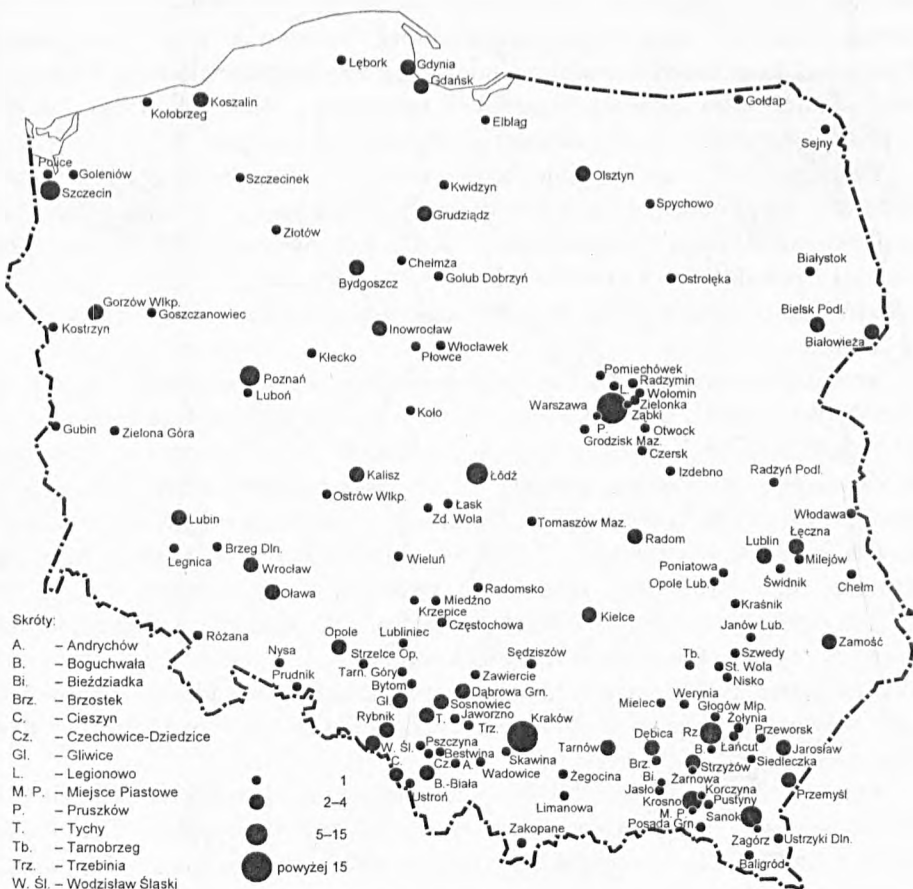 Lębork
Gdynia
Gdańsk
Koszalin
Kołobrzeg
Elbląg
Gołdap
Sejny
Police
Goleniów
Szczecin
Szczecinek
Kwidzyn
Olsztyn
Spychowo
Grudziądz
Złotów
Chełmża
Golub Dobrzyń
Bydgoszcz
Białystok
Ostrołęka
Gorzów Wlkp.
Goszczanowiec
Kostrzyn
Bielsk Podl.
Białowieża
Inowrocław
Włocławek
Płowce
Kłecko
Poznań
Luboń
Pomiechówek
Radzymin
L.
Wołomin
Warszawa
Zielonka
Ząbki
P.
Koło
Otwock
Grodzisk Maz.
Czersk
Gubin
Zielona Góra
Izdebno
Radzyń Podl.
Kalisz
Łódź
Ostrów Wlkp.
Łask
Zd. Wola
Tomaszów Maz.
Włodawa
Lubin
Łęczna
Radom
Lublin
Milejów
Legnica
Brzeg Dln.
Wrocław
Wieluń
Poniatowa
Świdnik
Opole Lub.
Chełm
Oława
Radomsko
Krzepice
Miedźno
Kraśnik
Częstochowa
Kielce
Janów Lub.
Zamość
Różana
Opole
Lubliniec
Strzelce Op.
Nysa
Sędziszów
Szwedy
Tb.
St. Wola
Nisko
Tarn. Góry
Zawiercie
Prudnik
Bytom
Dąbrowa Grn.
Gl
Sosnowiec
Mielec
Werynia
Głogów Młp.
Jaworzno
T.
Trz.
Kraków
Żołynia
Rybnik
Rz
Przeworsk
Łańcut
W. Śl.
Pszczyna
Bestwina
Skawina
Tarnów
Dębica
B.
Jarosław
Siedleczka
Brz.
Strzyżów
C.
Cz.
A.
Wadowice
B.-Biała
Żegocina
Bi.
Żarnowa
Przemyśl
Ustroń
Jasło
Korczyna
Limanowa
Krosno
Pustyny
M. P.
Sanok
Posada Grn.
Zakopane
Zagórz
Ustrzyki Dln.
Baligród
Skróty:
A. – Andrychów
B. – Boguchwała
Bi. – Bieździadka
Brz. – Brzostek
C. – Cieszyn
Cz. – Czechowice-Dziedzice
Gl. – Gliwice
L. – Legionowo
M. P. – Miejsce Piastowe
P. – Pruszków
T. – Tychy
Tb. – Tarnobrzeg
Trz. – Trzebinia
W. Śl. – Wodzisław Śląski
1
2–4
5–15
powyżej 15